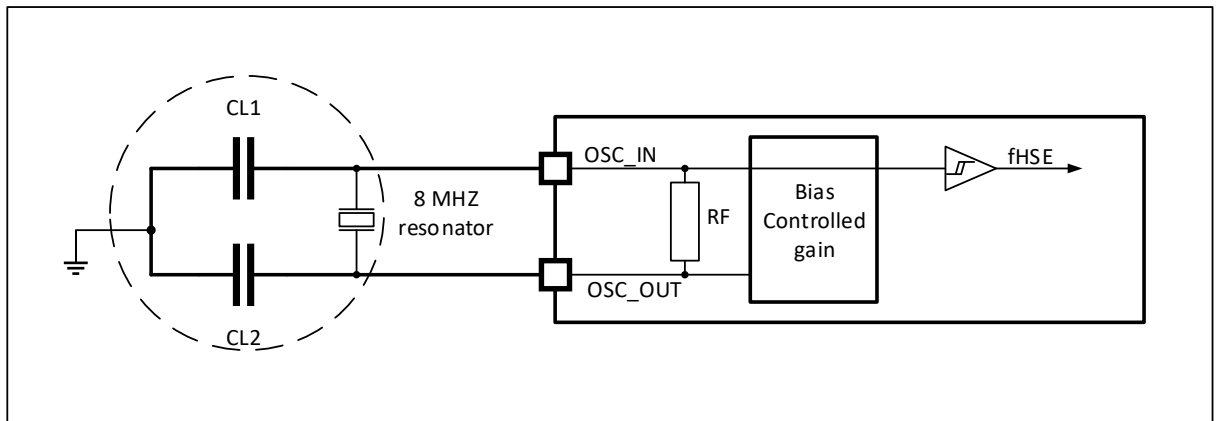 CL1
8 MHZ
resonator
CL2
OSC_IN
RF
OSC_OUT
Bias
Controlled
gain
fHSE